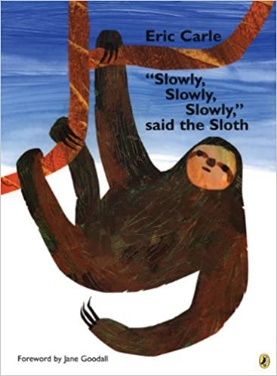 Eric Carle
"Slowly,
Slowly,
Slowly,"
said the Sloth
Foreword by Jane Goodall